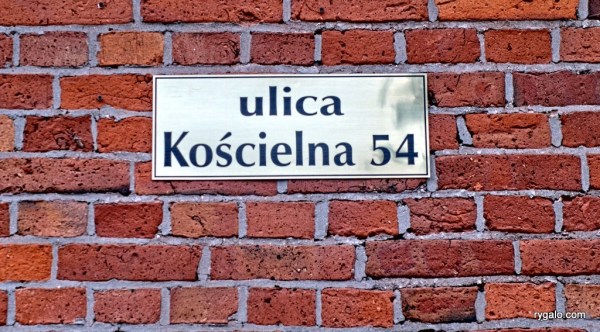 ulica
Kościelna 54
rygalo.com